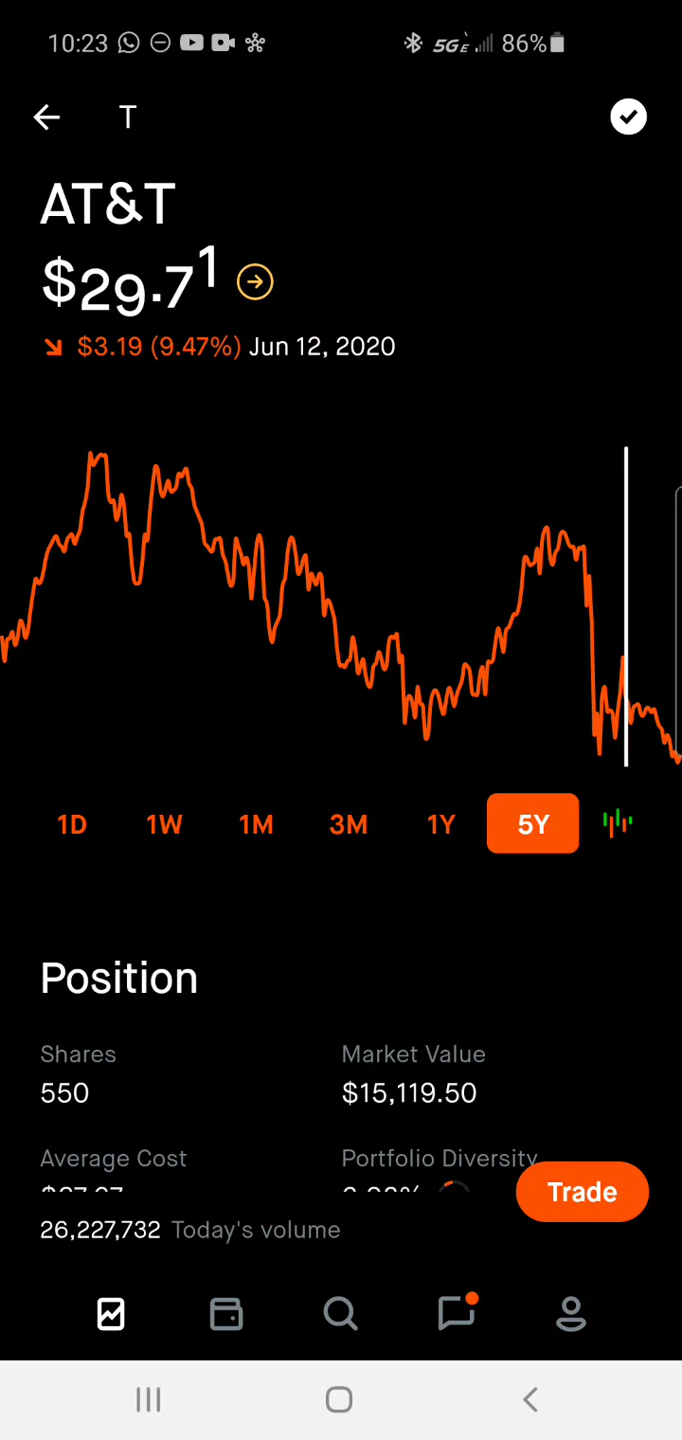 10:23 5GE 86%
T
AT&T
$29.71
$3.19 (9.47%) Jun 12, 2020
1D 1W 1M 3M 1Y 5Y
Position
Shares Market Value
550 $15,119.50
Average Cost Portfolio Diversity
Trade
26,227,732 Today's volume